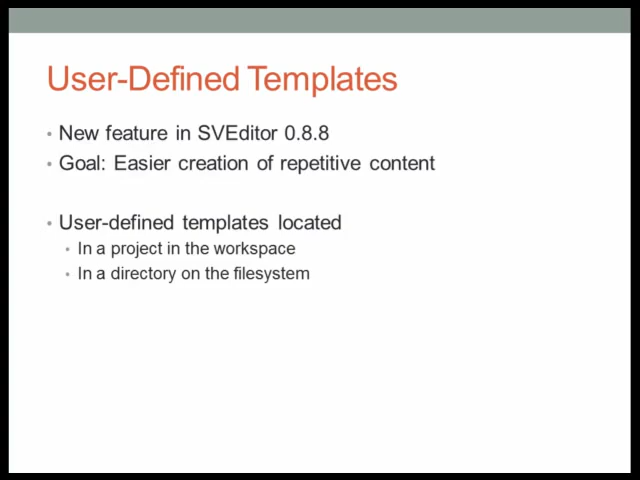 User-Defined Templates
• New feature in SVEditor 0.8.8
• Goal: Easier creation of repetitive content
• User-defined templates located
• In a project in the workspace
• In a directory on the filesystem